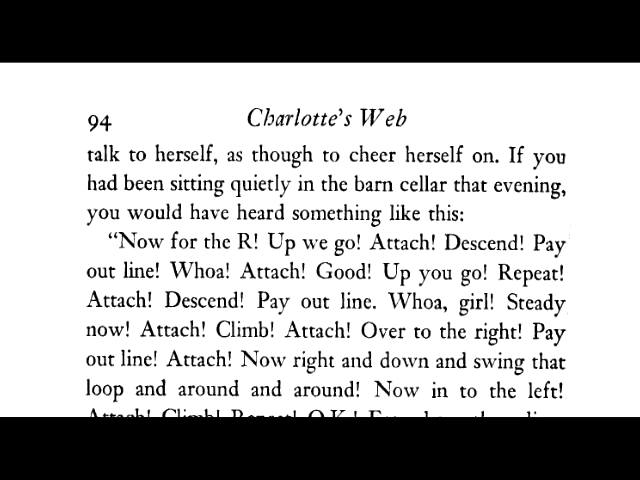 94
Charlotte's Web
talk to herself, as though to cheer herself on. If you
had been sitting quietly in the barn cellar that evening,
you would have heard something like this:
“Now for the R! Up we go! Attach! Descend! Pay
out line! Whoa! Attach! Good! Up you go! Repeat!
Attach! Descend! Pay out line. Whoa, girl! Steady
now! Attach! Climb! Attach! Over to the right! Pay
out line! Attach! Now right and down and swing that
loop and around and around! Now in to the left!
Attach! Climb! Repeat! O.K.!